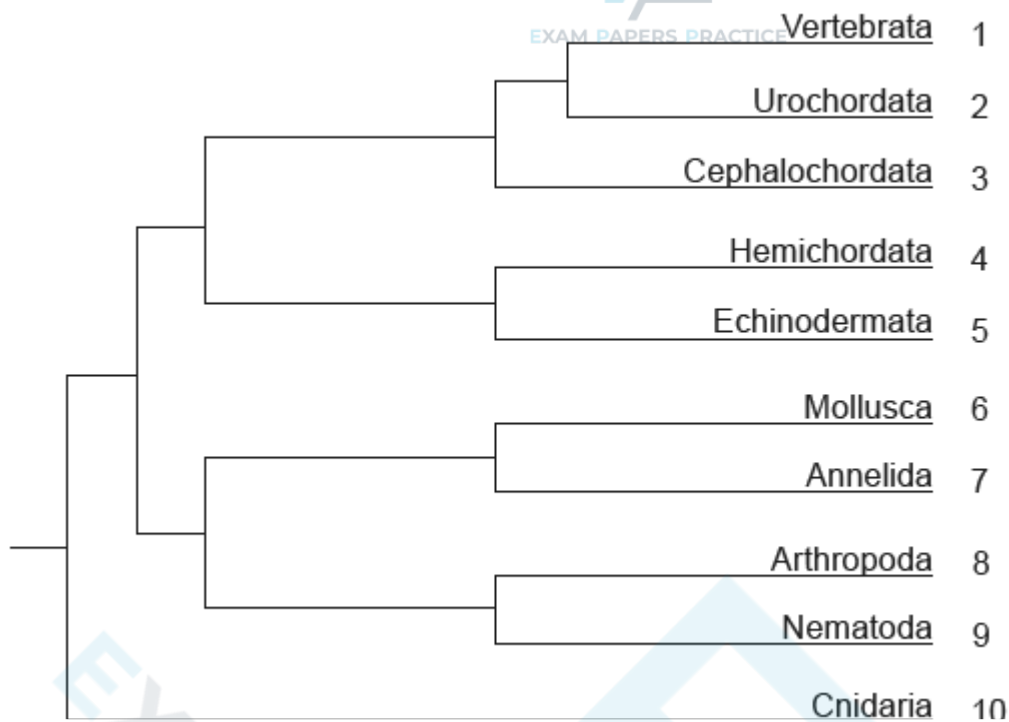 EXAM PAPERS PRACTICE
Vertebrata 1
Urochordata 2
Cephalochordata 3
Hemichordata 4
Echinodermata 5
Mollusca 6
Annelida 7
Arthropoda 8
Nematoda 9
Cnidaria 10